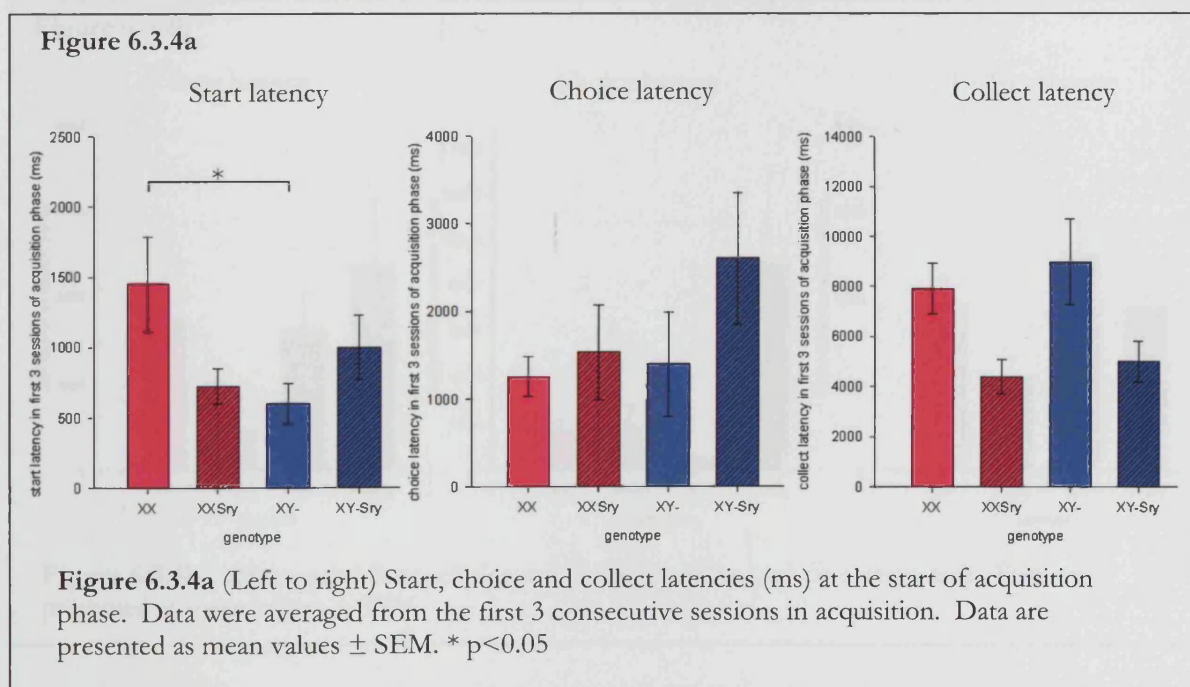 Figure 6.3.4a
Start latency
Choice latency
Collect latency
start latency in first 3 sessions of acquisition phase (ms)
2500
2000
1500
1000
500
0
*
XX
XXSry
XY-
XY-Sry
genotype
choice latency in first 3 sessions of acquisition phase (ms)
4000
3000
2000
1000
0
XX
XXSry
XY-
XY-Sry
genotype
collect latency in first 3 sessions of acquisition phase (ms)
14000
12000
10000
8000
6000
4000
2000
0
XX
XXSry
XY-
XY-Sry
genotype
Figure 6.3.4a (Left to right) Start, choice and collect latencies (ms) at the start of acquisition
phase. Data were averaged from the first 3 consecutive sessions in acquisition. Data are
presented as mean values ± SEM. * p<0.05